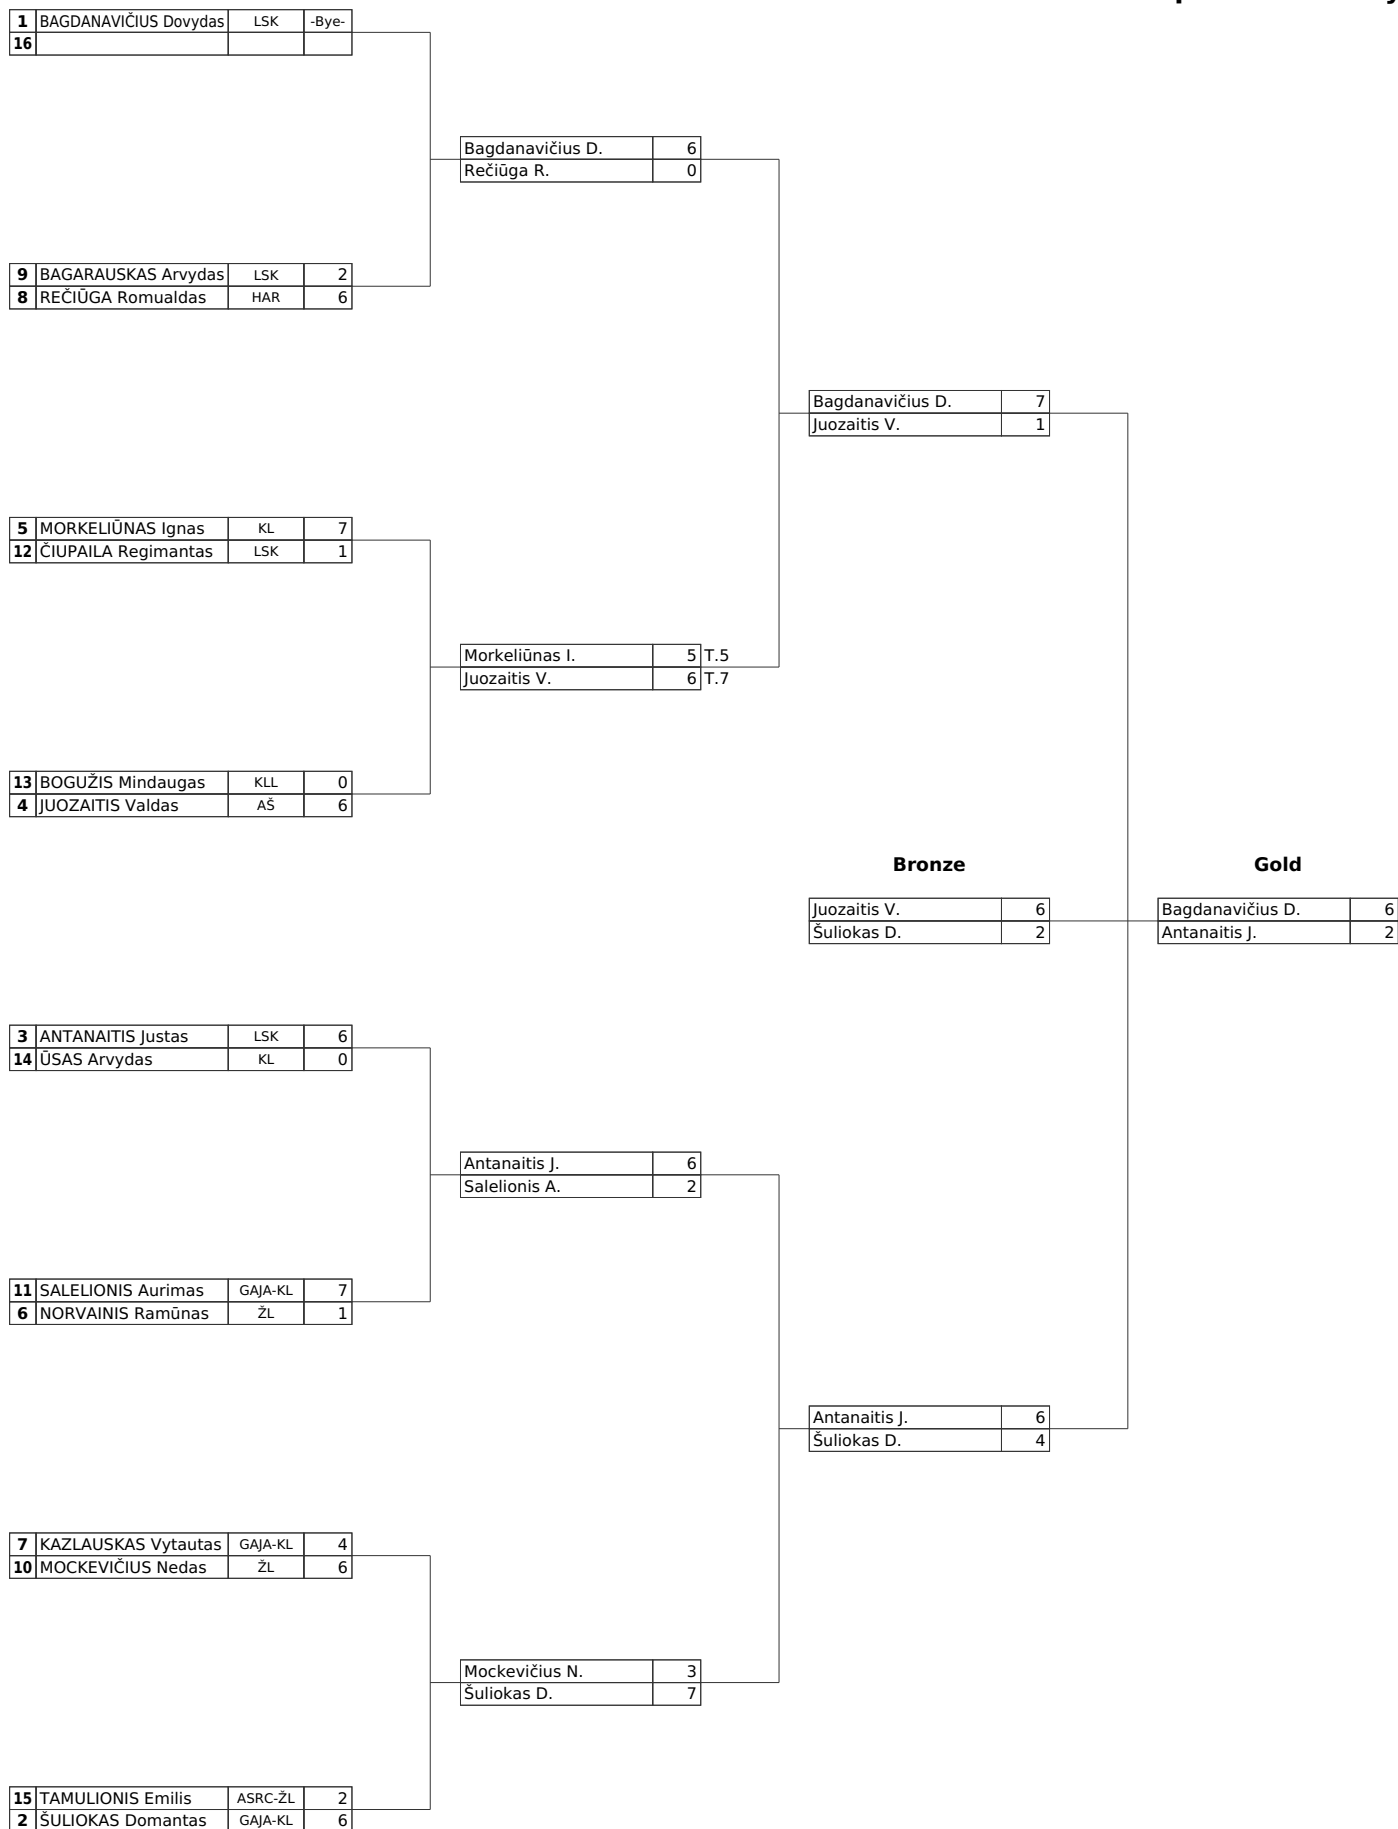 1 BAGDANAVIČIUS Dovydas LSK -Bye-
16
Bagdanavičius D. 6
Rečiūga R. 0
9 BAGARAUSKAS Arvydas LSK 2
8 REČIŪGA Romualdas HAR 6
Bagdanavičius D. 7
Juozaitis V. 1
5 MORKELIŪNAS Ignas KL 7
12 ČIUPAILA Regimantas LSK 1
Morkeliūnas I. 5 T.5
Juozaitis V. 6 T.7
13 BOGUŽIS Mindaugas KLL 0
4 JUOZAITIS Valdas AŠ 6
Bronze Gold
Juozaitis V. 6 Bagdanavičius D. 6
Šuliokas D. 2 Antanaitis J. 2
3 ANTANAITIS Justas LSK 6
14 ŪSAS Arvydas KL 0
Antanaitis J. 6
Salelionis A. 2
11 SALELIONIS Aurimas GAJA-KL 7
6 NORVAINIS Ramūnas ŽL 1
Antanaitis J. 6
Šuliokas D. 4
7 KAZLAUSKAS Vytautas GAJA-KL 4
10 MOCKEVIČIUS Nedas ŽL 6
Mockevičius N. 3
Šuliokas D. 7
15 TAMULIONIS Emilis ASRC-ŽL 2
2 ŠULIOKAS Domantas GAJA-KL 6